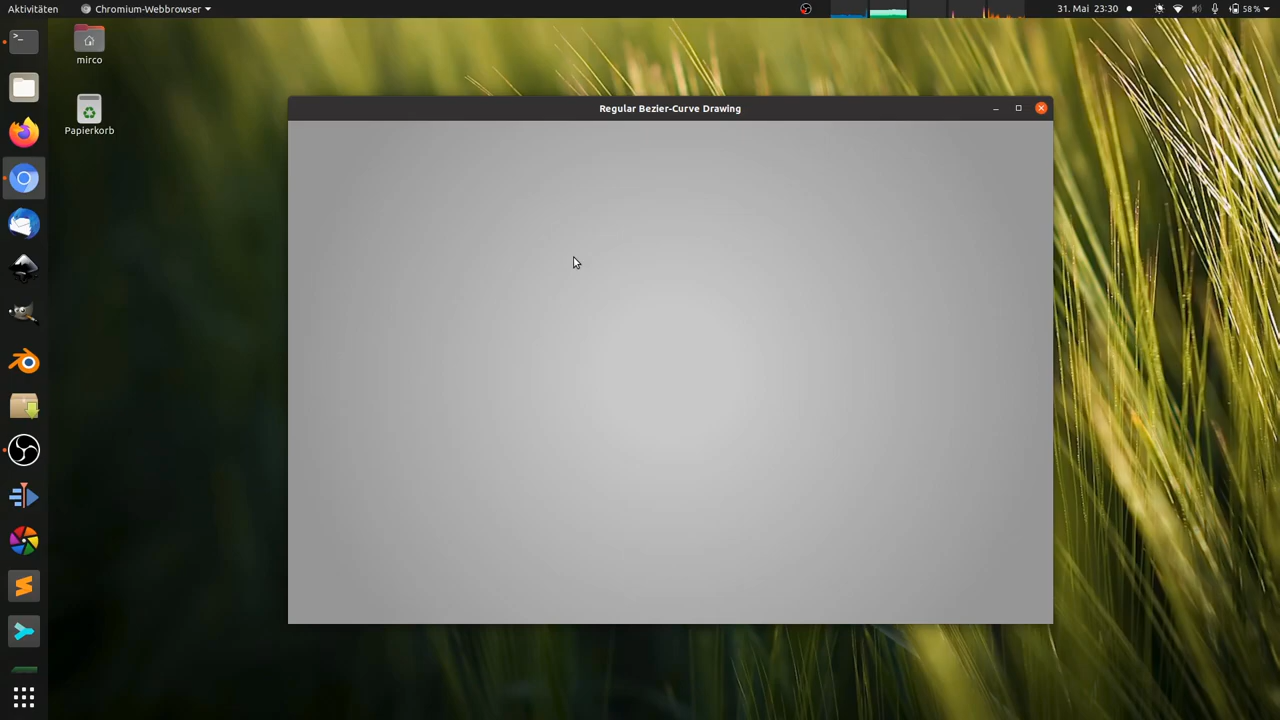 Aktivitäten
Chromium-Webbrowser
31. Mai 23:30
58 %
mirco
Papierkorb
Regular Bezier-Curve Drawing